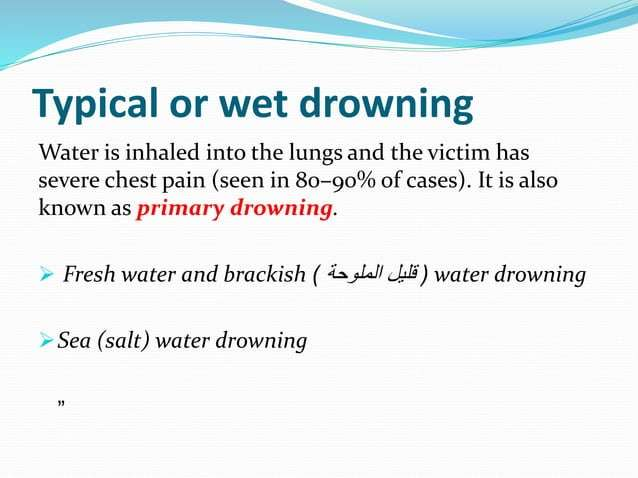 Typical or wet drowning
Water is inhaled into the lungs and the victim has
severe chest pain (seen in 80–90% of cases). It is also
known as primary drowning.
➢ Fresh water and brackish ( قليل الملوحة ) water drowning
➢ Sea (salt) water drowning
”